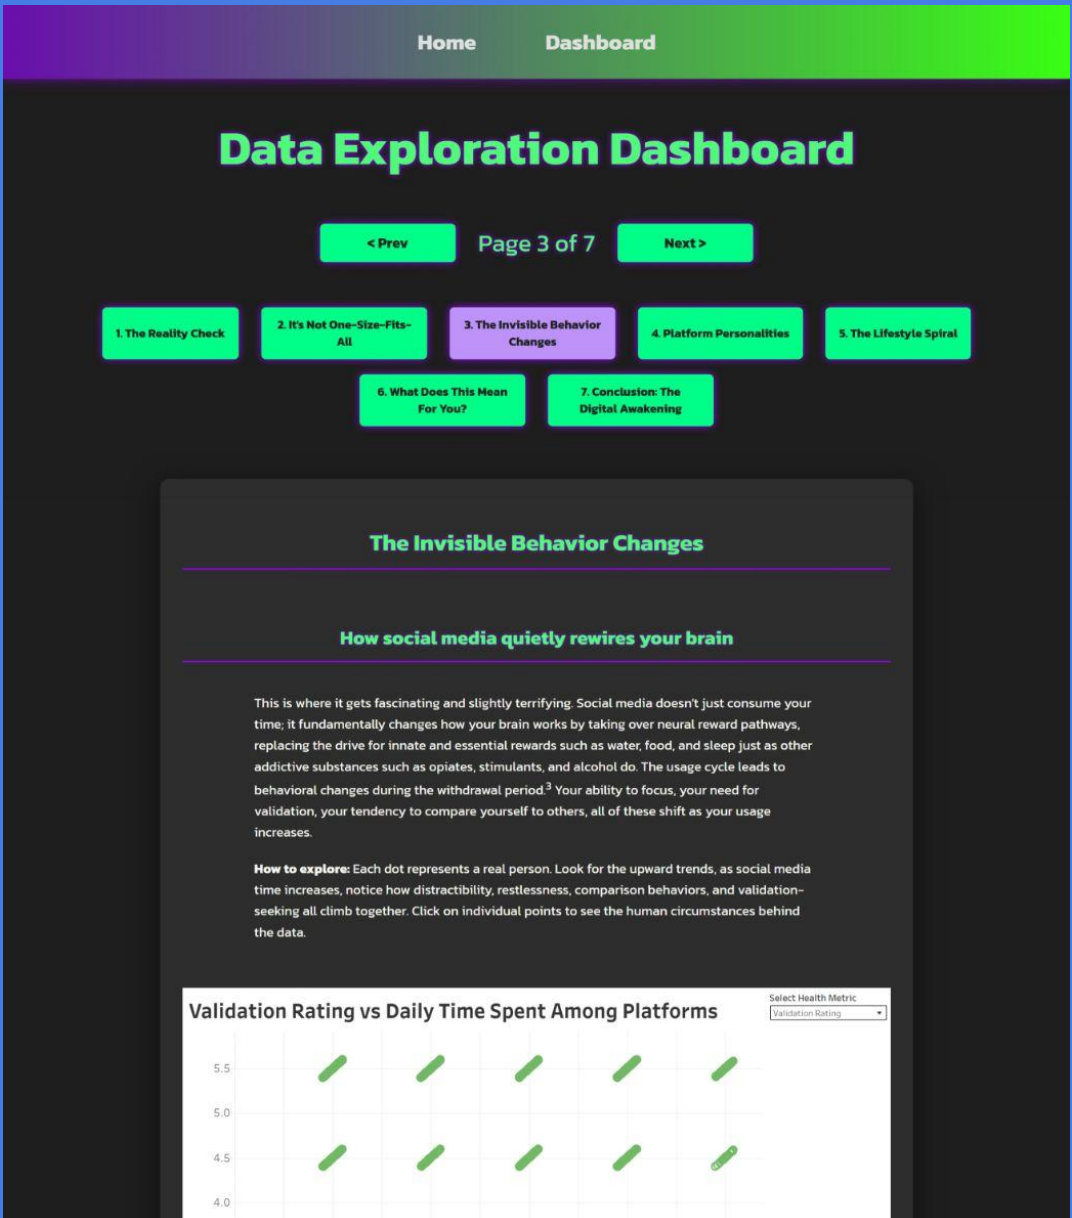 Home Dashboard
Data Exploration Dashboard
< Prev Page 3 of 7 Next >
1. The Reality Check
2. It's Not One-Size-Fits-
All
3. The Invisible Behavior
Changes
4. Platform Personalities
5. The Lifestyle Spiral
6. What Does This Mean
For You?
7. Conclusion: The
Digital Awakening
The Invisible Behavior Changes
How social media quietly rewires your brain
This is where it gets fascinating and slightly terrifying. Social media doesn't just consume your
time; it fundamentally changes how your brain works by taking over neural reward pathways,
replacing the drive for innate and essential rewards such as water, food, and sleep just as other
addictive substances such as opiates, stimulants, and alcohol do. The usage cycle leads to
behavioral changes during the withdrawal period.3 Your ability to focus, your need for
validation, your tendency to compare yourself to others, all of these shift as your usage
increases.
How to explore: Each dot represents a real person. Look for the upward trends, as social media
time increases, notice how distractibility, restlessness, comparison behaviors, and validation-
seeking all climb together. Click on individual points to see the human circumstances behind
the data.
Validation Rating vs Daily Time Spent Among Platforms
Select Health Metric
Validation Rating
5.5
5.0
4.5
4.0